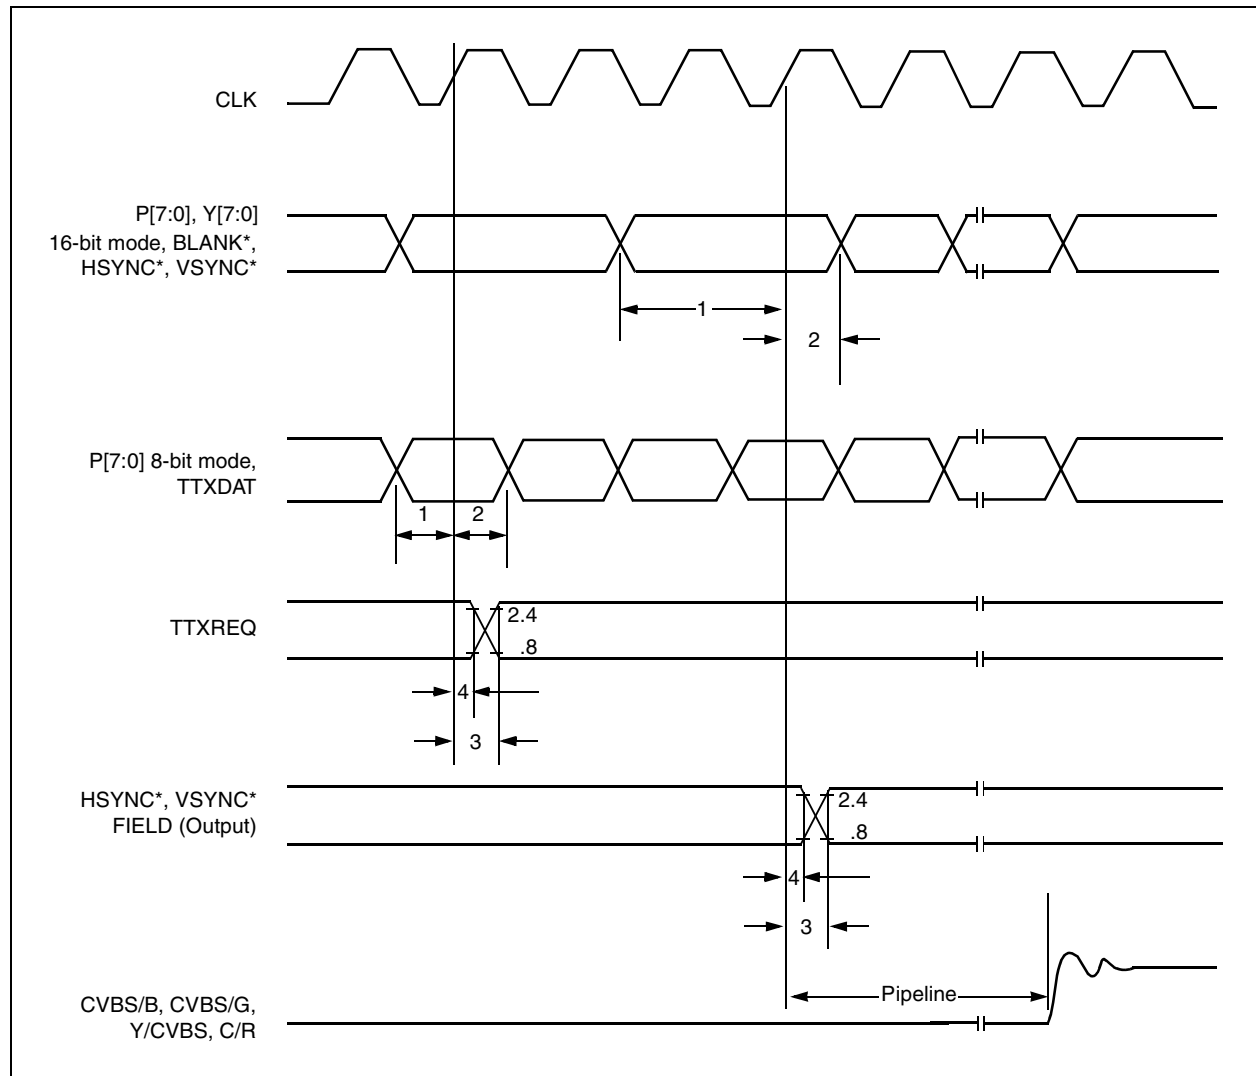 CLK
P[7:0], Y[7:0]
16-bit mode, BLANK*,
HSYNC*, VSYNC*
1
2
P[7:0] 8-bit mode,
TTXDAT
1 2
TTXREQ
2.4
.8
4
3
HSYNC*, VSYNC*
FIELD (Output)
2.4
.8
4
3
Pipeline
CVBS/B, CVBS/G,
Y/CVBS, C/R